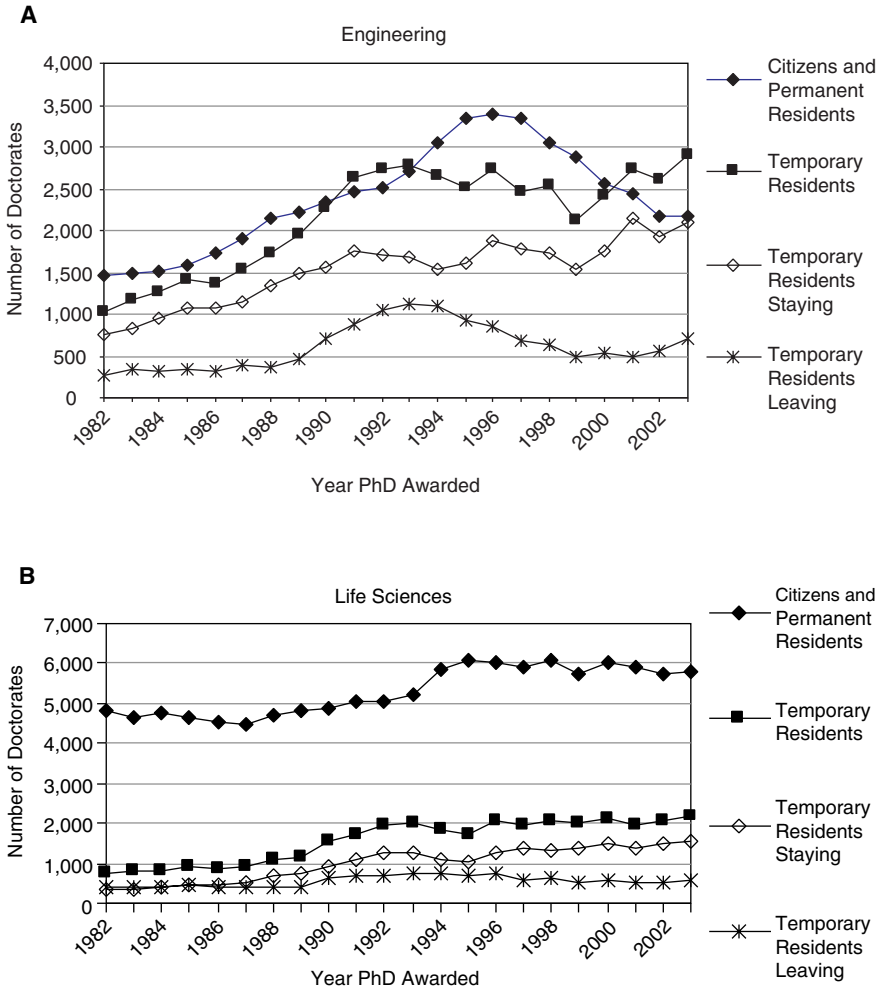 A
Engineering
4,000
3,500
3,000
2,500
2,000
1,500
1,000
500
0
Number of Doctorates
1982
1984
1986
1988
1990
1992
1994
1996
1998
2000
2002
Year PhD Awarded
Citizens and
Permanent
Residents
Temporary
Residents
Temporary
Residents
Staying
Temporary
Residents
Leaving
B
Life Sciences
7,000
6,000
5,000
4,000
3,000
2,000
1,000
0
Number of Doctorates
1982
1984
1986
1988
1990
1992
1994
1996
1998
2000
2002
Year PhD Awarded
Citizens and
Permanent
Residents
Temporary
Residents
Temporary
Residents
Staying
Temporary
Residents
Leaving